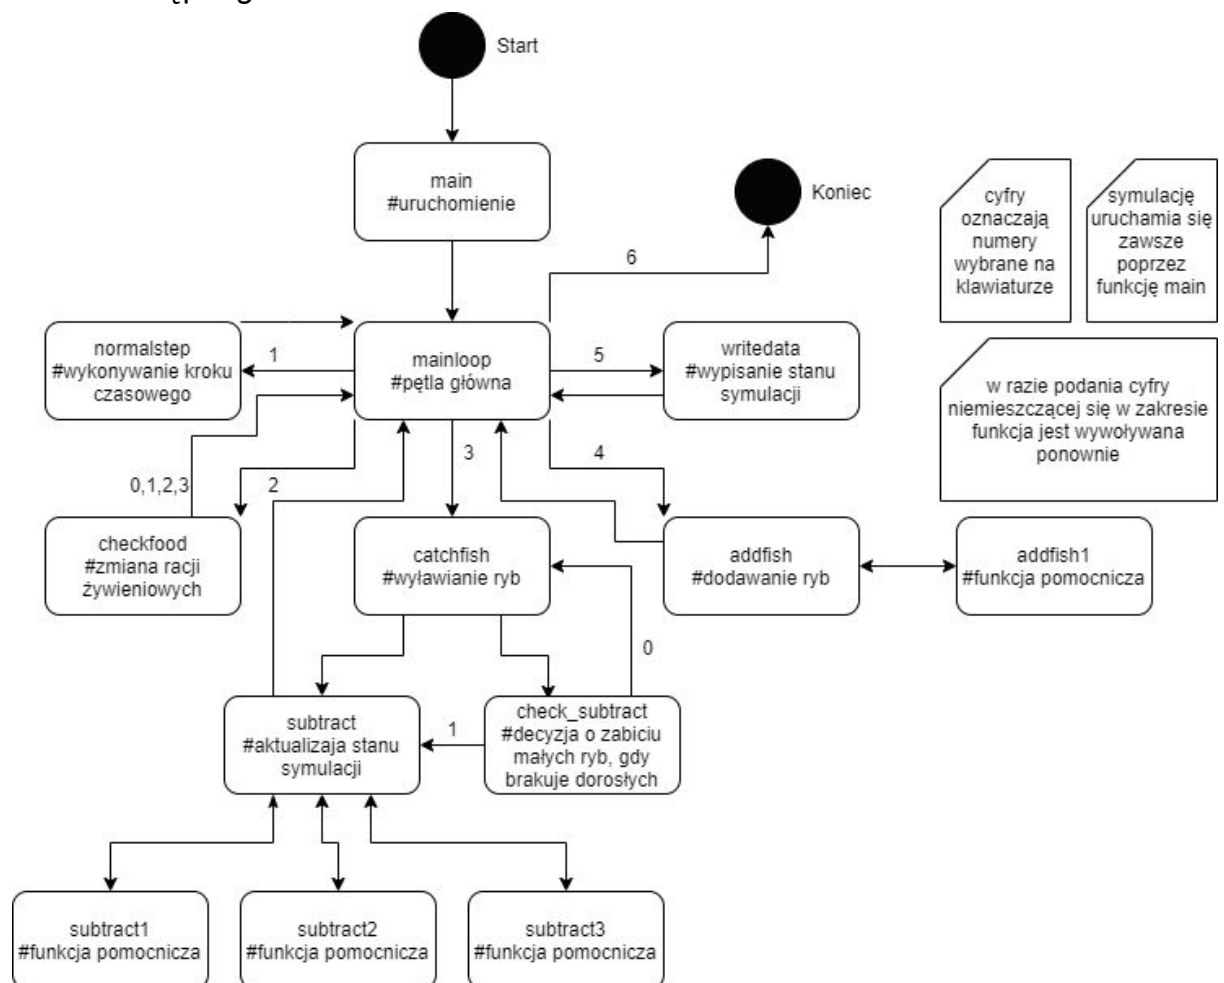 Start
main
#uruchomienie
Koniec
cyfry
oznaczają
numery
wybrane na
klawiaturze
symulację
uruchamia się
zawsze
poprzez
funkcję main
6
normalstep
#wykonywanie kroku
czasowego
1
mainloop
#pętla główna
5
writedata
#wypisanie stanu
symulacji
w razie podania cyfry
niemieszczącej się w zakresie
funkcja jest wywoływana
ponownie
0,1,2,3
2
3
4
checkfood
#zmiana racji
żywieniowych
catchfish
#wyławianie ryb
addfish
#dodawanie ryb
addfish1
#funkcja pomocnicza
0
subtract
#aktualizaja stanu
symulacji
1
check_subtract
#decyzja o zabiciu
małych ryb, gdy
brakuje dorosłych
subtract1
#funkcja pomocnicza
subtract2
#funkcja pomocnicza
subtract3
#funkcja pomocnicza